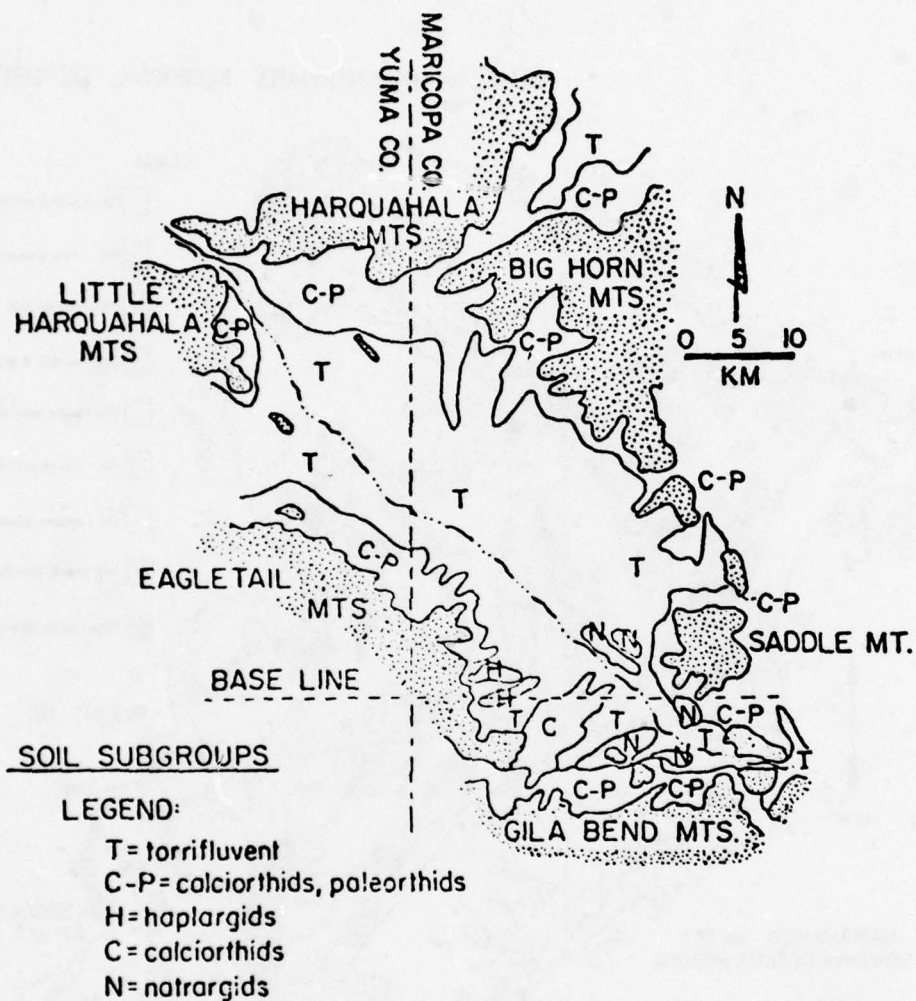 MARICOPA CO
YUMA CO.
T
C-P
N
HARQUAHALA
MTS
BIG HORN
MTS
C-P
LITTLE
HARQUAHALA
MTS
C-P
C-P
0 5 10
KM
T
T
T
C-P
C-P
T
EAGLETAIL
MTS
C-P
N
N
SADDLE MT.
H
BASE LINE
H
T
C
T
N
C-P
N
T
N
T
C-P
C-P
GILA BEND MTS.
SOIL SUBGROUPS
LEGEND:
T = torrifluvent
C-P = calciorthids, paleorthids
H = haplargids
C = calciorthids
N = natrargids